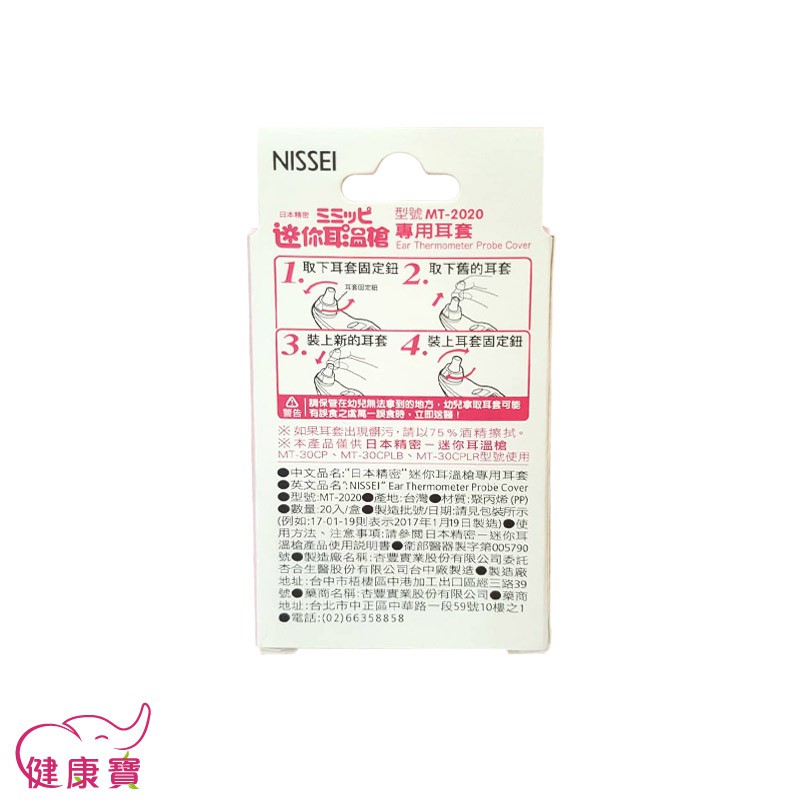 NISSEI
日本精密 ミミッピ 型號 MT-2020
迷你耳溫槍 專用耳套
Ear Thermometer Probe Cover
1. 取下耳套固定鈕
耳套固定鈕
2. 取下舊的耳套
3. 裝上新的耳套
4. 裝上耳套固定鈕
警告
請保管在幼兒無法拿到的地方，幼兒拿取耳套可能
有誤食之處萬一誤食時，立即送醫！
※如果耳套出現髒污，請以75%酒精擦拭。
※本產品僅供日本精密－迷你耳溫槍
MT-30CP、MT-30CPLB、MT-30CPLR型號使用
●中文品名:"日本精密"迷你耳溫槍專用耳套
●英文品名":NISSEI" Ear Thermometer Probe Cover
●型號:MT-2020●產地:台灣●材質:聚丙烯(PP)
●數量:20入/盒●製造批號/日期:請見包裝所示
(例如:17-01-19則表示2017年1月19日製造)●使
用方法、注意事項:請參閱日本精密－迷你耳
溫槍產品使用説明書●衛部醫器製字第005790
號●製造廠名稱:杏豐實業股份有限公司委託
杏合生醫股份有限公司台中廠製造●製造廠
地址:台中市梧棲區中港加工出口區經三路39
號●藥商名稱:杏豐實業股份有限公司●藥商
地址:台北市中正區中華路一段59號10樓之1
●電話:(02)66358858
健康寶